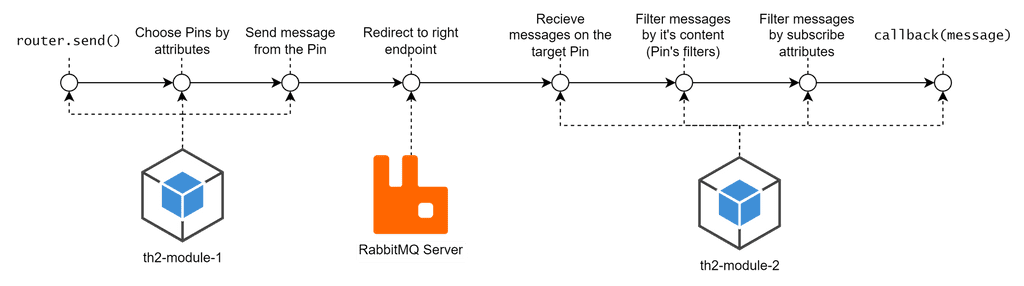 router.send()
Choose Pins by
attributes
Send message
from the Pin
Redirect to right
endpoint
Recieve
messages on the
target Pin
Filter messages
by it's content
(Pin's filters)
Filter messages
by subscribe
attributes
callback(message)
th2-module-1
RabbitMQ Server
th2-module-2